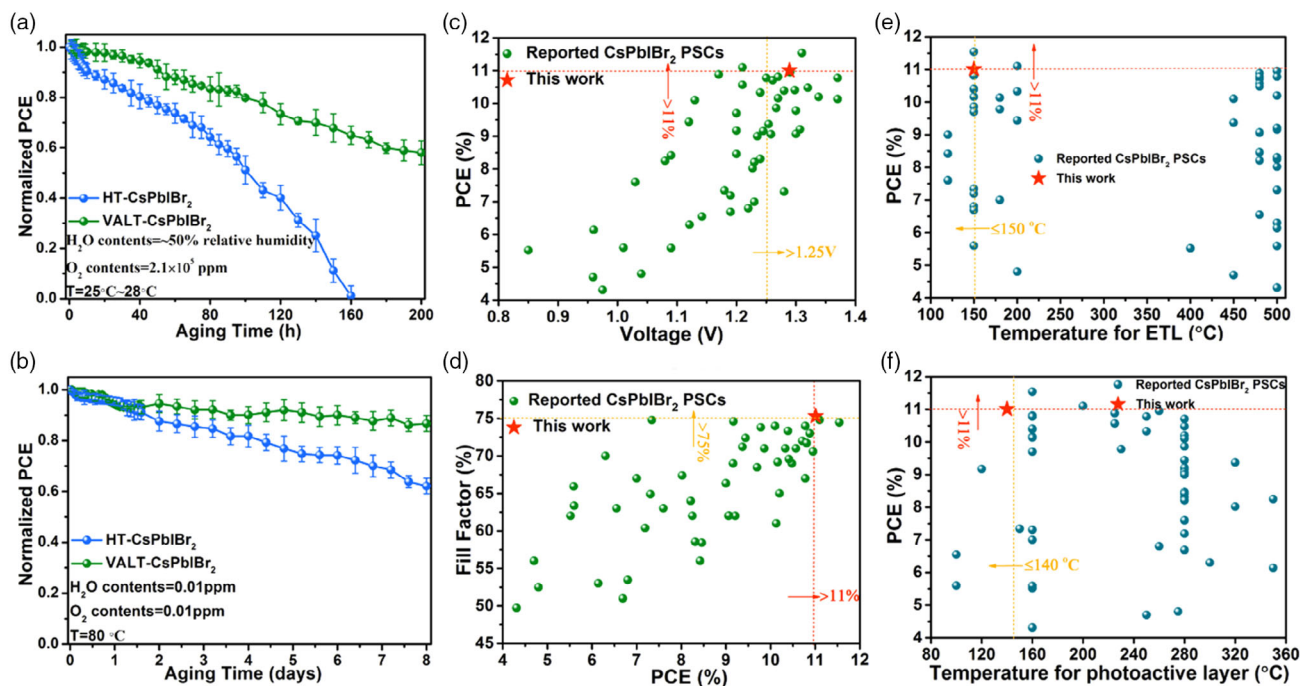 (a)
Normalized PCE
1.0
0.8
0.6
0.4
0.2
0.0
HT-CsPbIBr₂
VALT-CsPbIBr₂
H₂O contents=~50% relative humidity
O₂ contents=2.1×10⁵ ppm
T=25°C~28°C
0 40 80 120 160 200
Aging Time (h)
(b)
Normalized PCE
1.0
0.8
0.6
0.4
0.2
0.0
HT-CsPbIBr₂
VALT-CsPbIBr₂
H₂O contents=0.01ppm
O₂ contents=0.01ppm
T=80 °C
0 1 2 3 4 5 6 7 8
Aging Time (days)
(c)
PCE (%)
12
11
10
9
8
7
6
5
4
Reported CsPbIBr₂ PSCs
This work
>11%
>1.25V
0.8 0.9 1.0 1.1 1.2 1.3 1.4
Voltage (V)
(d)
Fill Factor (%)
80
75
70
65
60
55
50
45
Reported CsPbIBr₂ PSCs
This work
>75%
>11%
4 5 6 7 8 9 10 11 12
PCE (%)
(e)
PCE (%)
12
11
10
9
8
7
6
5
4
>11%
Reported CsPbIBr₂ PSCs
This work
≤150 °C
100 150 200 250 300 350 400 450 500
Temperature for ETL (°C)
(f)
PCE (%)
12
11
10
9
8
7
6
5
4
Reported CsPbIBr₂ PSCs
This work
>11%
≤140 °C
80 120 160 200 240 280 320 360
Temperature for photoactive layer (°C)